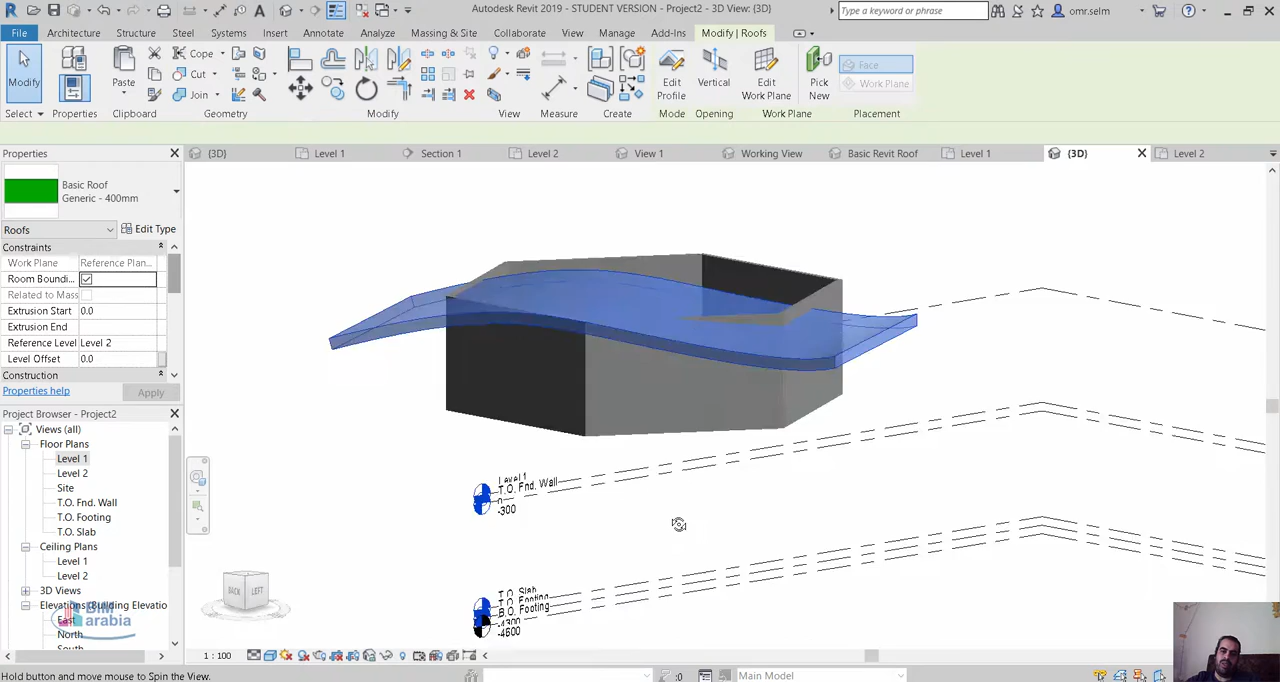 Autodesk Revit 2019 - STUDENT VERSION - Project2 - 3D View: {3D}
Type a keyword or phrase
omr.selm
File Architecture Structure Steel Systems Insert Annotate Analyze Massing & Site Collaborate View Manage Add-Ins Modify | Roofs
Modify Paste Cope Cut Join Edit Profile Vertical Edit Work Plane Pick New Face Work Plane
Select Properties Clipboard Geometry Modify View Measure Create Mode Opening Work Plane Placement
Properties
{3D} Level 1 Section 1 Level 2 View 1 Working View Basic Revit Roof Level 1 {3D} Level 2
Basic Roof
Generic - 400mm
Roofs Edit Type
Constraints
Work Plane Reference Plan...
Room Boundi...
Related to Mass
Extrusion Start 0.0
Extrusion End
Reference Level Level 2
Level Offset 0.0
Construction
Properties help Apply
Project Browser - Project2
Views (all)
Floor Plans
Level 1
Level 2
Site
T.O. Fnd. Wall
T.O. Footing
T.O. Slab
Ceiling Plans
Level 1
Level 2
3D Views
Elevations (Building Elevatio
East
North
South
BIM
arabia
Level 1
T.O. Fnd. Wall
0
-300
T.O. Slab
T.O. Footing
B.O. Footing
-4300
-4600
BACK LEFT
1 : 100
Hold button and move mouse to Spin the View.
:0 Main Model